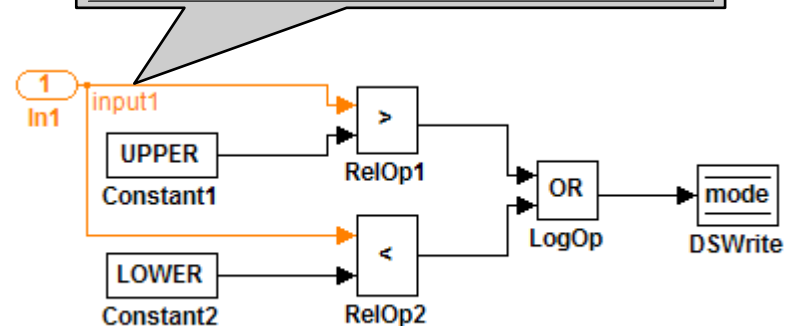 1
In1
input1
UPPER
Constant1
>
RelOp1
LOWER
Constant2
<
RelOp2
OR
LogOp
mode
DSWrite